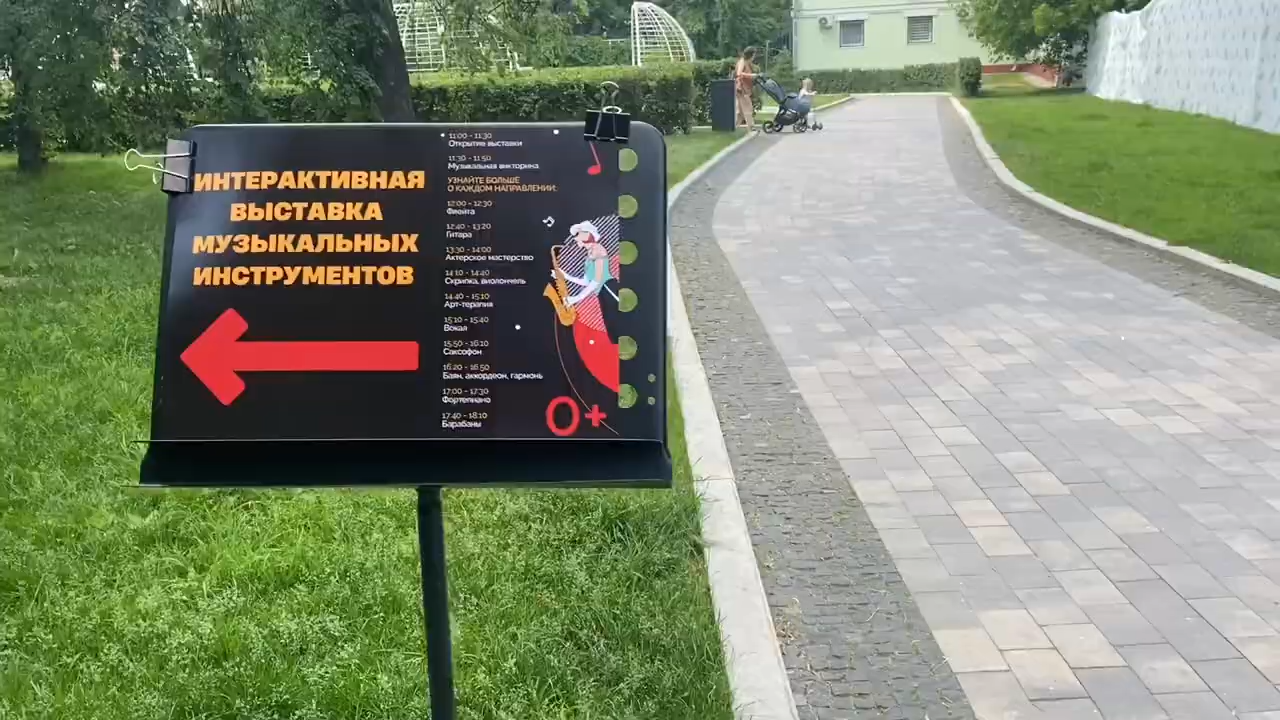 ИНТЕРАКТИВНАЯ
ВЫСТАВКА
МУЗЫКАЛЬНЫХ
ИНСТРУМЕНТОВ
11:00 - 11:30
Открытие выставки
11:30 - 11:50
Музыкальная викторина
УЗНАЙТЕ БОЛЬШЕ
О КАЖДОМ НАПРАВЛЕНИИ:
12:00 - 12:30
Флейта
12:40 - 13:20
Гитара
13:30 - 14:00
Актерское мастерство
14:10 - 14:40
Скрипка, виолончель
14:40 - 15:10
Арт-терапия
15:10 - 15:40
Вокал
15:50 - 16:10
Саксофон
16:20 - 16:50
Баян, аккордеон, гармонь
17:00 - 17:30
Фортепиано
17:40 - 18:10
Барабаны
0+